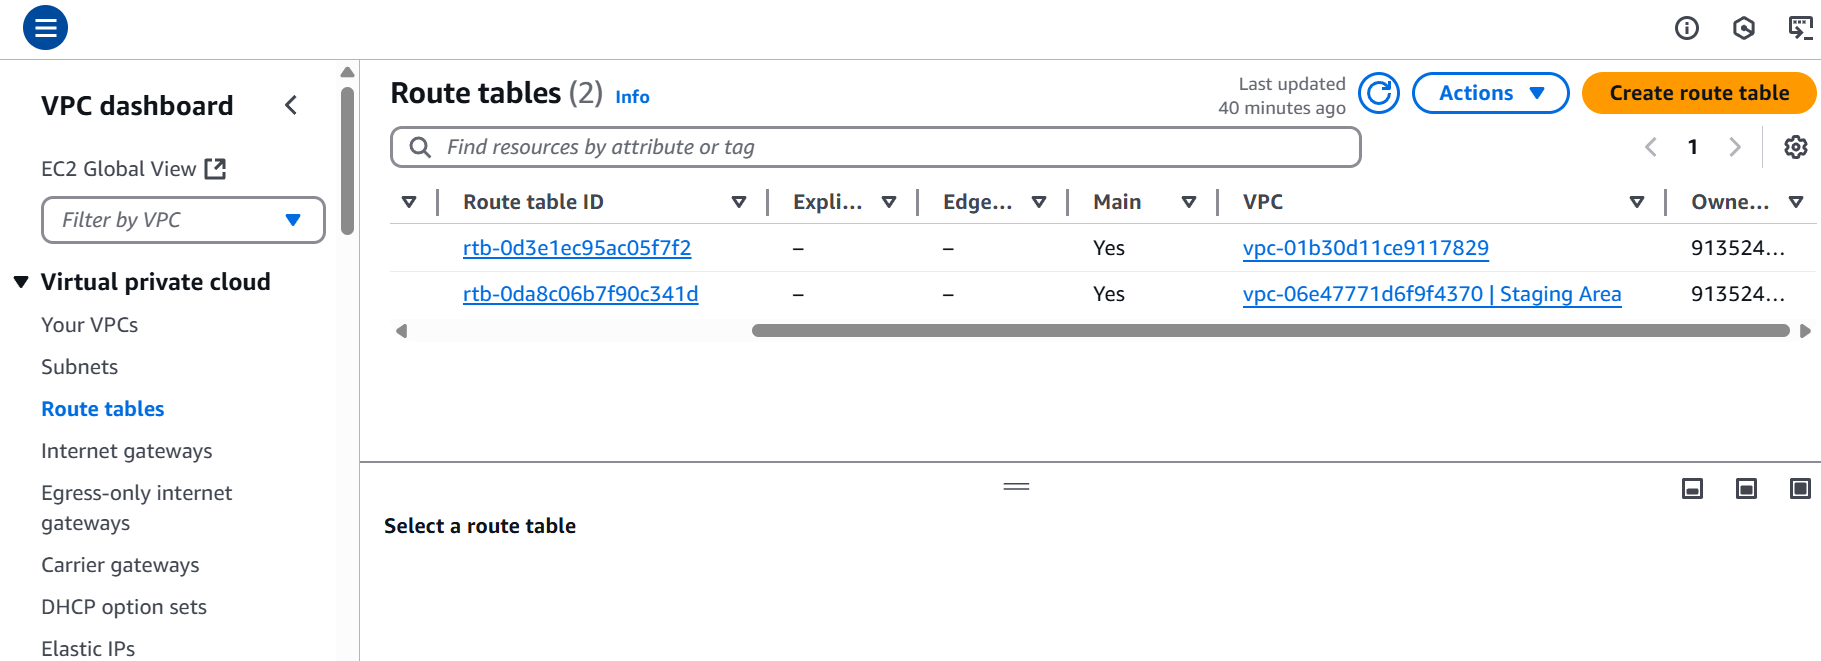 VPC dashboard
EC2 Global View
Filter by VPC
Virtual private cloud
Your VPCs
Subnets
Route tables
Internet gateways
Egress-only internet
gateways
Carrier gateways
DHCP option sets
Elastic IPs
Route tables (2) Info
Last updated
40 minutes ago
Actions
Create route table
Find resources by attribute or tag
1
Route table ID Expli... Edge... Main VPC Owne...
rtb-0d3e1ec95ac05f7f2 – – Yes vpc-01b30d11ce9117829 913524...
rtb-0da8c06b7f90c341d – – Yes vpc-06e47771d6f9f4370 | Staging Area 913524...
Select a route table